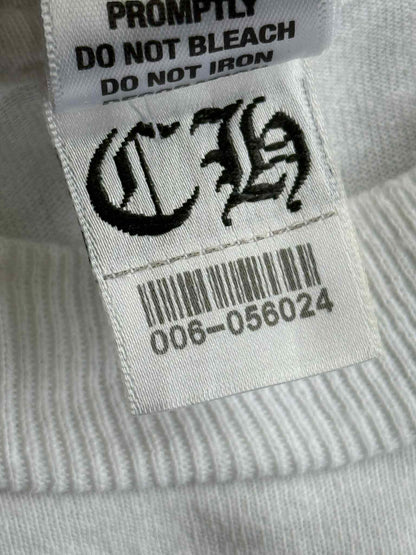 PROMPTLY
DO NOT BLEACH
DO NOT IRON
CH
006-056024